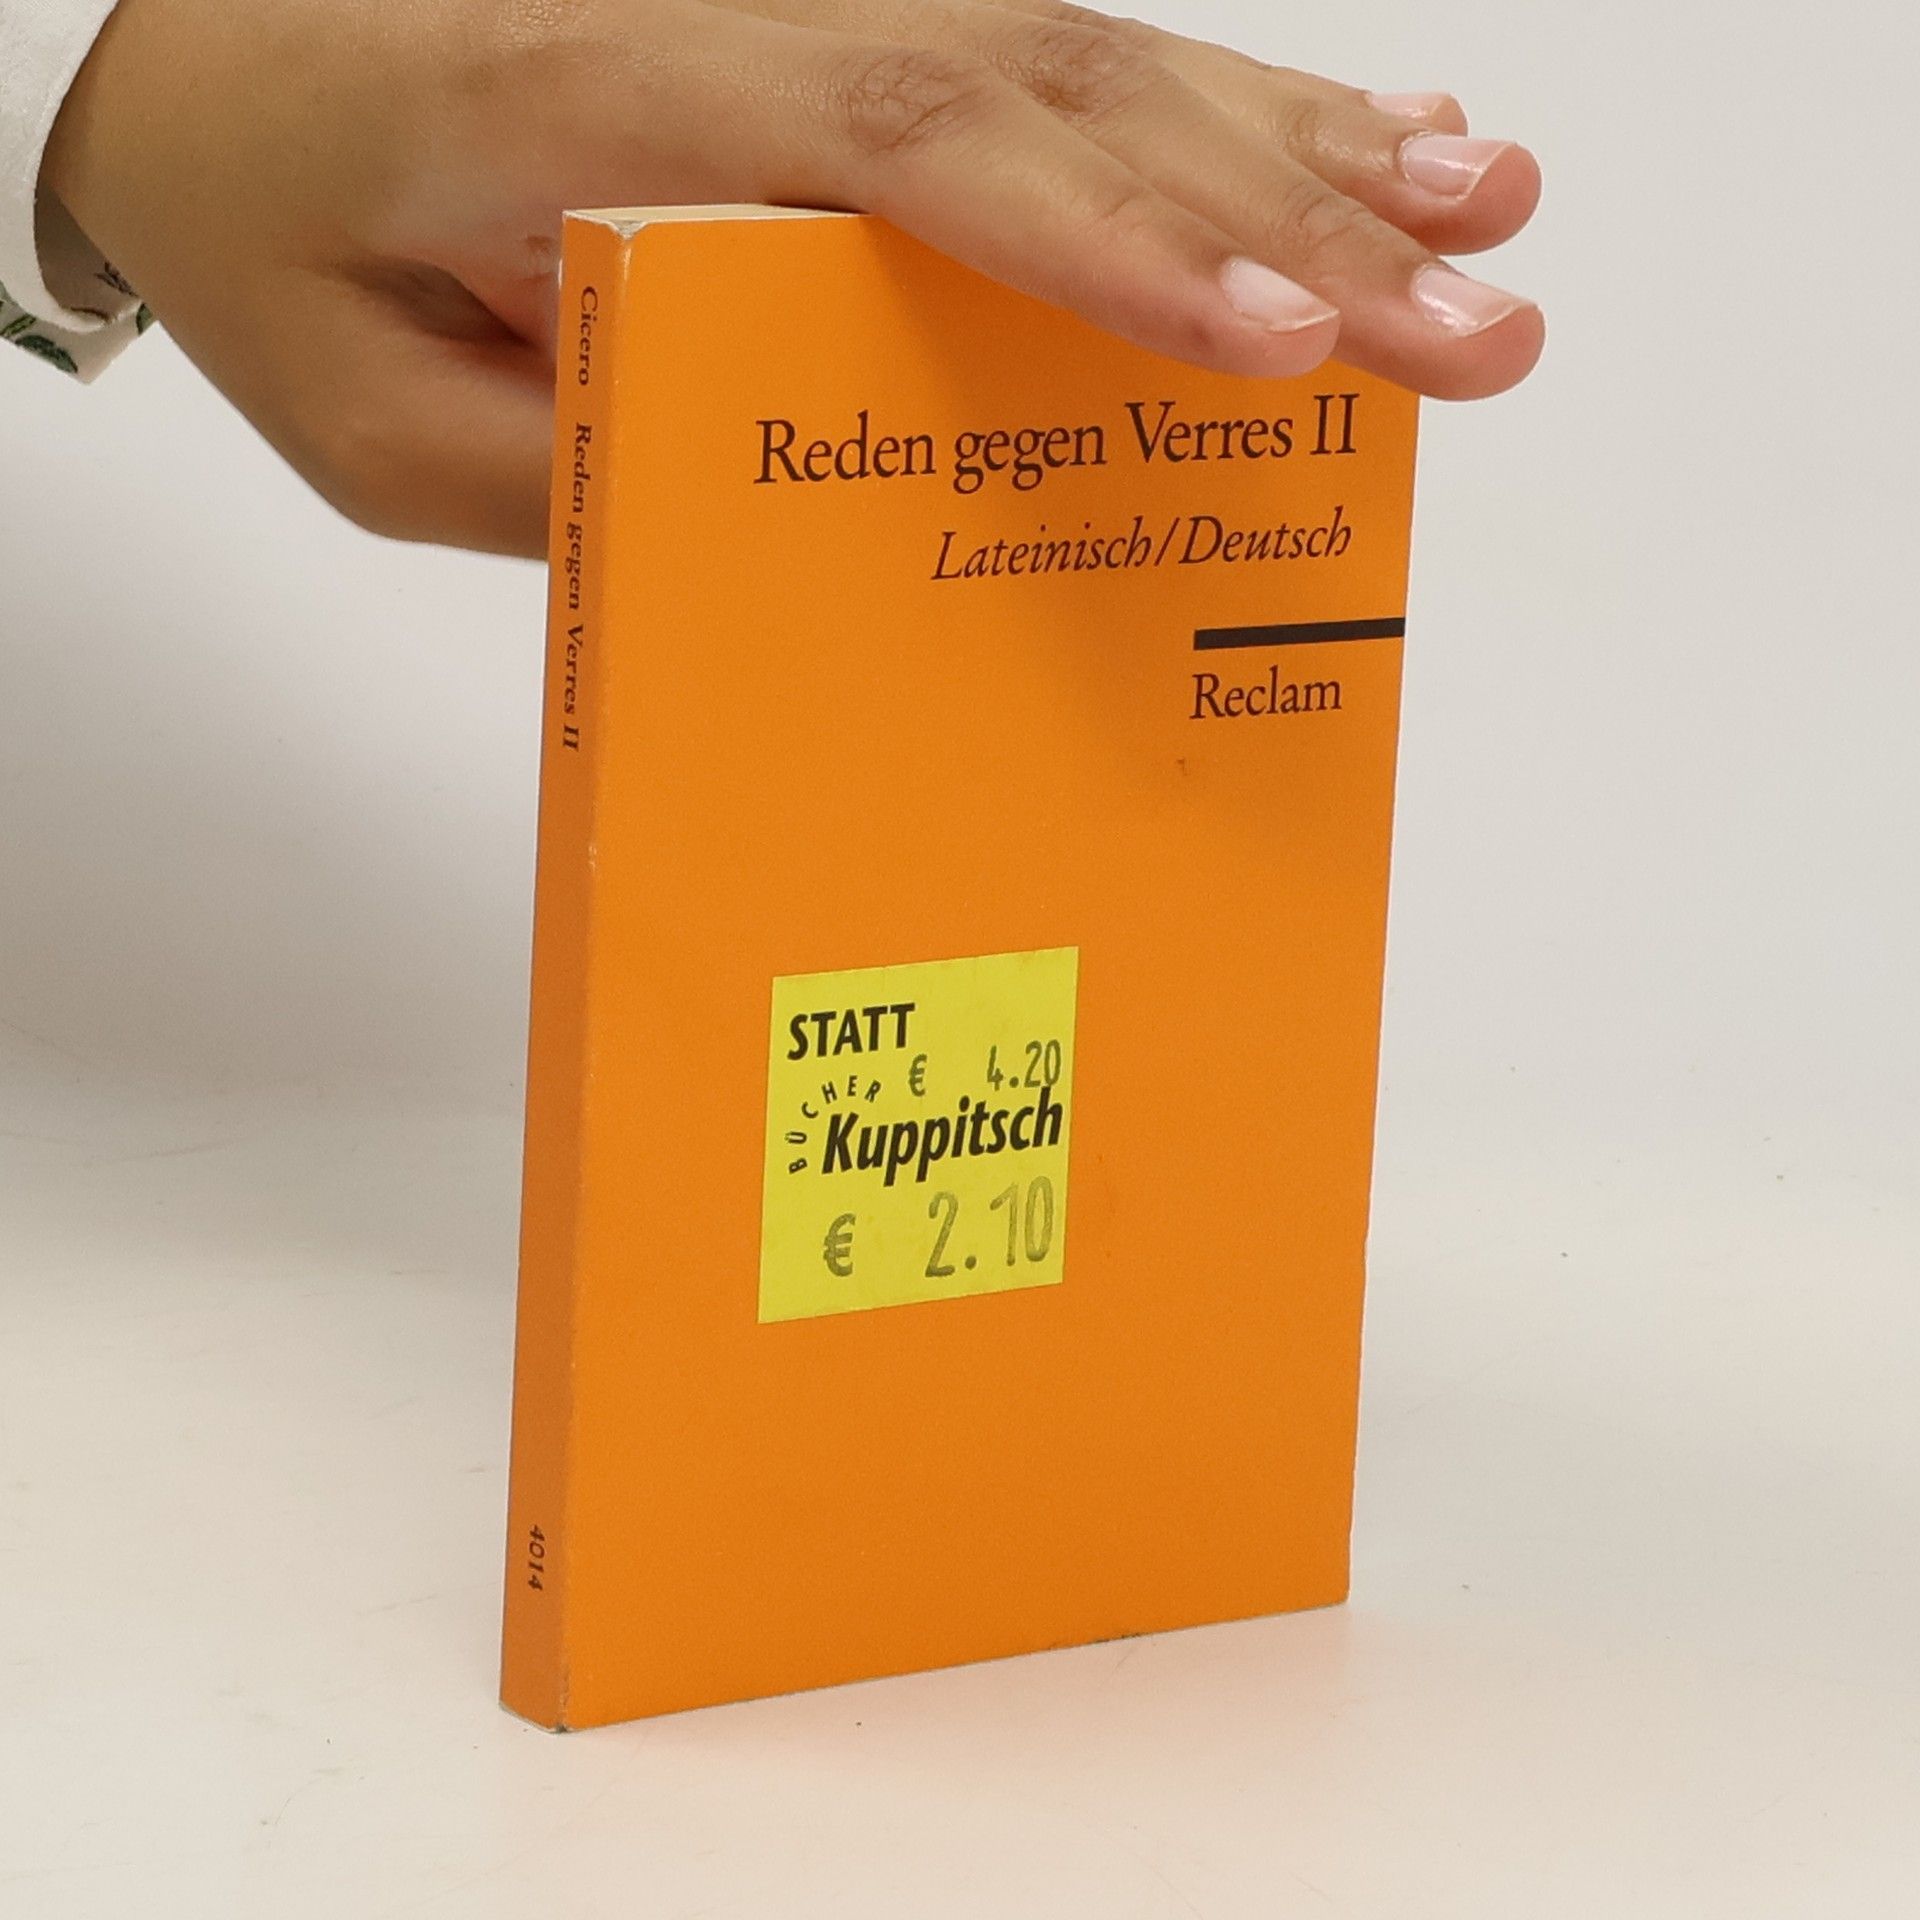 Reden gegen Verres II
Lateinisch/Deutsch
Reclam
STATT
€ 4.20
BÜCHER
Kuppitsch
€ 2.10
Cicero Reden gegen Verres II
4014